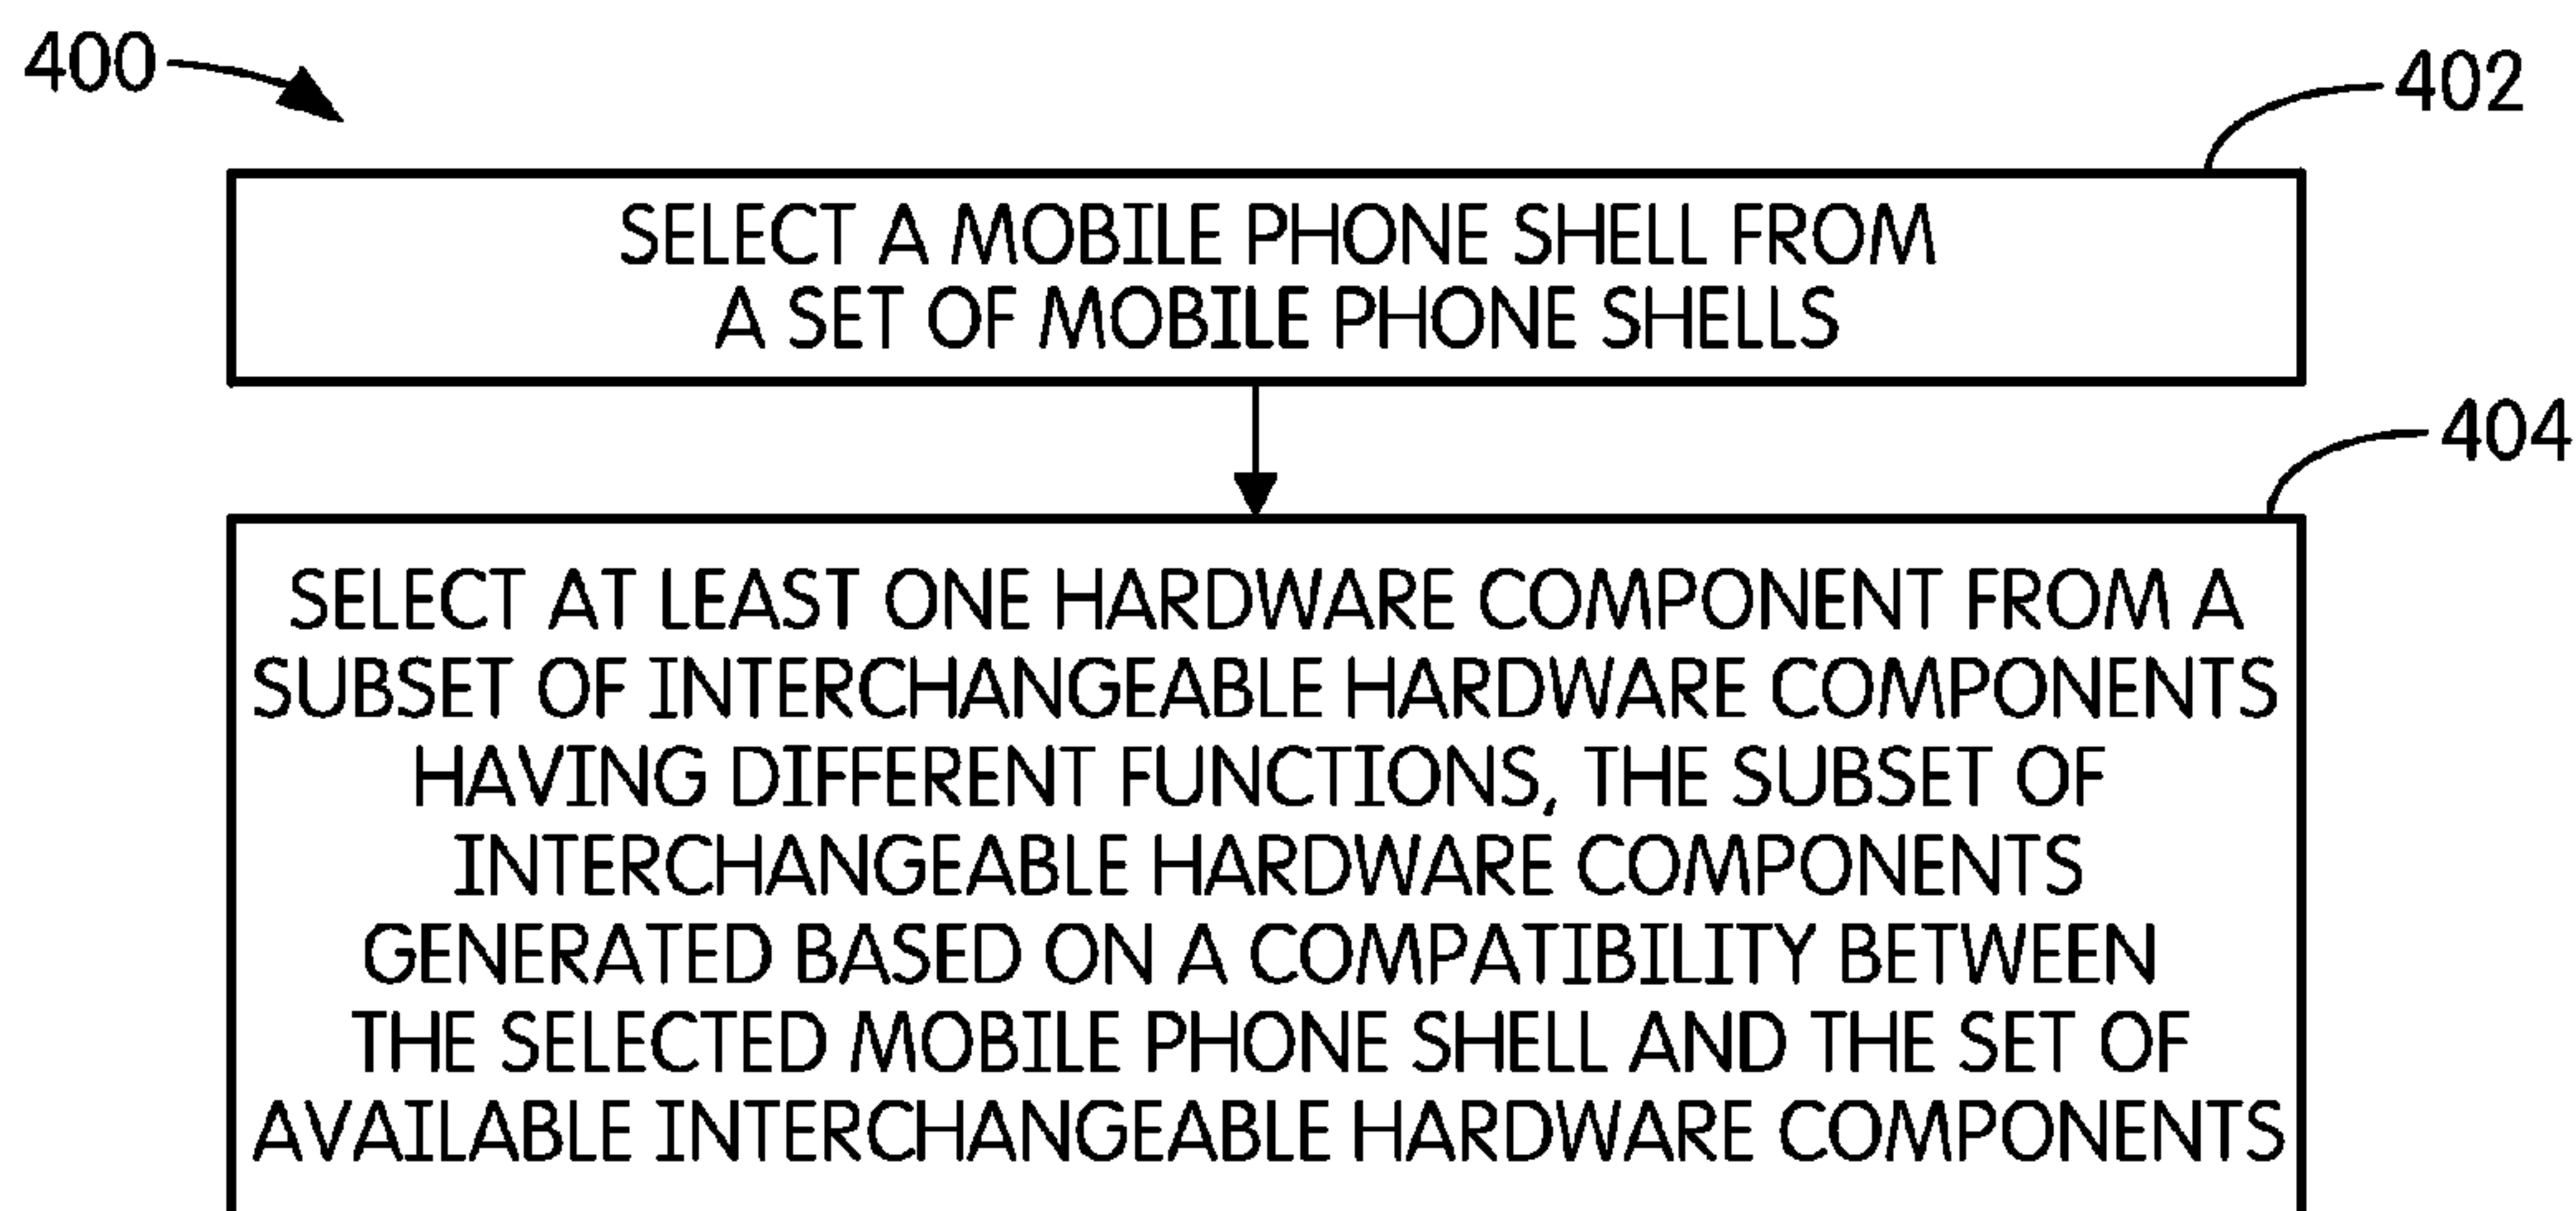 400
402
SELECT A MOBILE PHONE SHELL FROM
A SET OF MOBILE PHONE SHELLS
404
SELECT AT LEAST ONE HARDWARE COMPONENT FROM A
SUBSET OF INTERCHANGEABLE HARDWARE COMPONENTS
HAVING DIFFERENT FUNCTIONS, THE SUBSET OF
INTERCHANGEABLE HARDWARE COMPONENTS
GENERATED BASED ON A COMPATIBILITY BETWEEN
THE SELECTED MOBILE PHONE SHELL AND THE SET OF
AVAILABLE INTERCHANGEABLE HARDWARE COMPONENTS